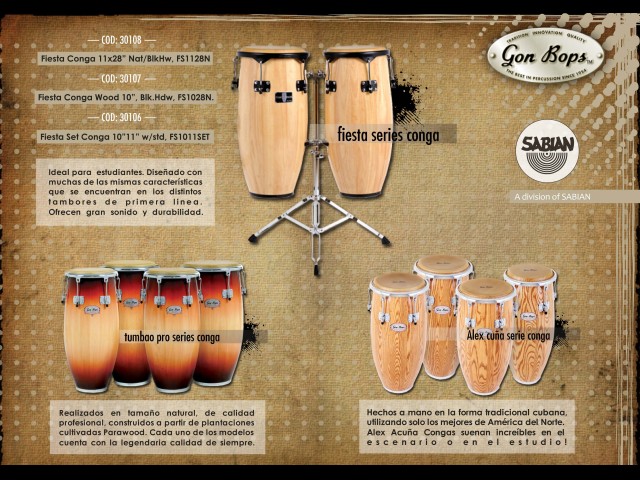 COD: 30108
Fiesta Conga 11x28” Nat/BlkHw, FS1128N
COD: 30107
Fiesta Conga Wood 10”, Blk.Hdw, FS1028N.
COD: 30106
Fiesta Set Conga 10”11” w/std, FS1011SET
Ideal para estudiantes. Diseñado con
muchas de las mismas características
que se encuentran en los distintos
tambores de primera línea.
Ofrecen gran sonido y durabilidad.
fiesta series conga
TRADITION, INNOVATION, QUALITY
Gon Bops
THE BEST IN PERCUSSION SINCE 1954
SABIAN
A division of SABIAN
tumbao pro series conga
Realizados en tamaño natural, de calidad
profesional, construidos a partir de plantaciones
cultivadas Parawood. Cada uno de los modelos
cuenta con la legendaria calidad de siempre.
Alex cuña serie conga
Hechos a mano en la forma tradicional cubana,
utilizando solo los mejores de América del Norte.
Alex Acuña Congas suenan increíbles en el
escenario o en el estudio!